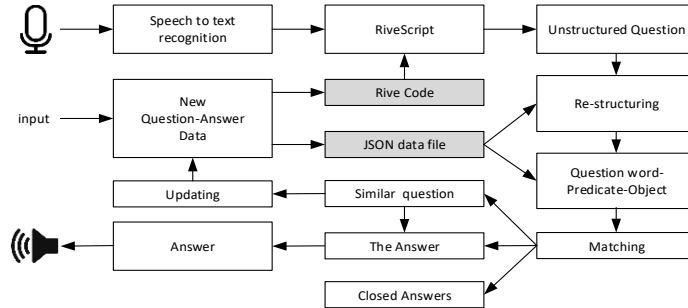 Speech to text
recognition
RiveScript
Unstructured Question
input
New
Question-Answer
Data
Rive Code
Re-structuring
JSON data file
Question word-
Predicate-Object
Updating
Similar question
Answer
The Answer
Matching
Closed Answers